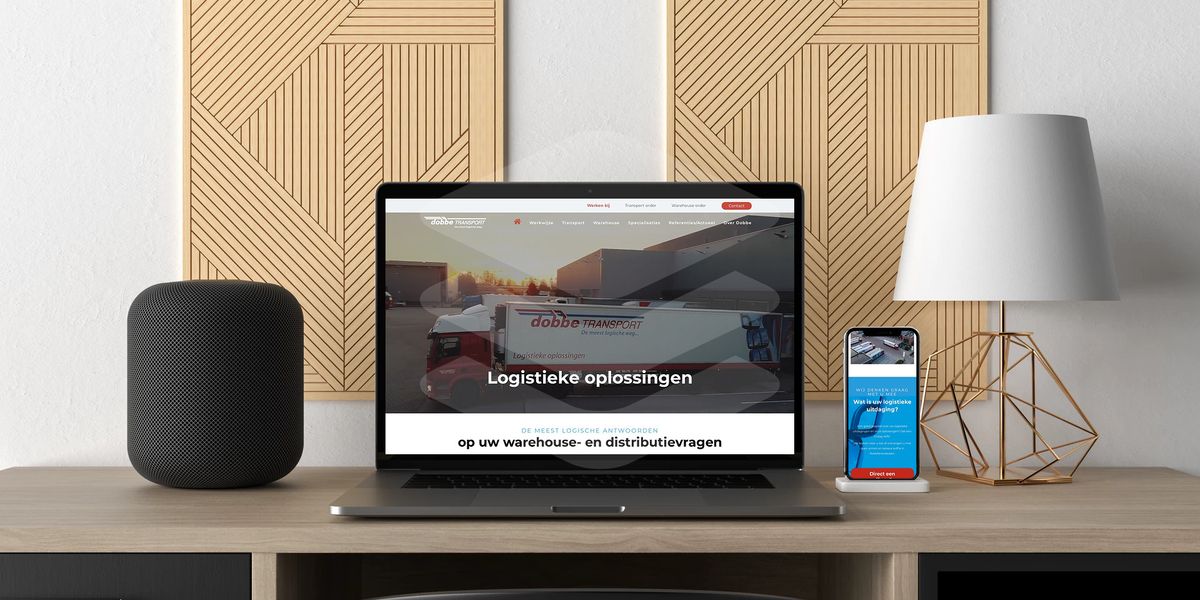 Werken bij Transport order Warehouse order Contact
dobbe TRANSPORT
Werkwijze Transport Warehouse Specialisaties Referenties/Actueel Over Dobbe
dobbe TRANSPORT
De meest logische weg...
Logistieke oplossingen
Logistieke oplossingen
DE MEEST LOGISCHE ANTWOORDEN
op uw warehouse- en distributievragen
WIJ DENKEN GRAAG
MET U MEE
Wat is uw logistieke
uitdaging?
Direct een